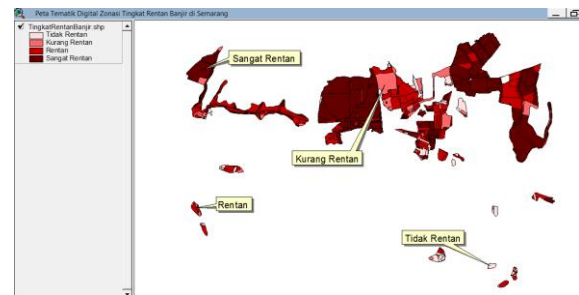 Peta Tematik Digital Zonasi Tingkat Rentan Banjir di Semarang
TingkatRentanBanjir.shp
Tidak Rentan
Kurang Rentan
Rentan
Sangat Rentan
Sangat Rentan
Kurang Rentan
Rentan
Tidak Rentan